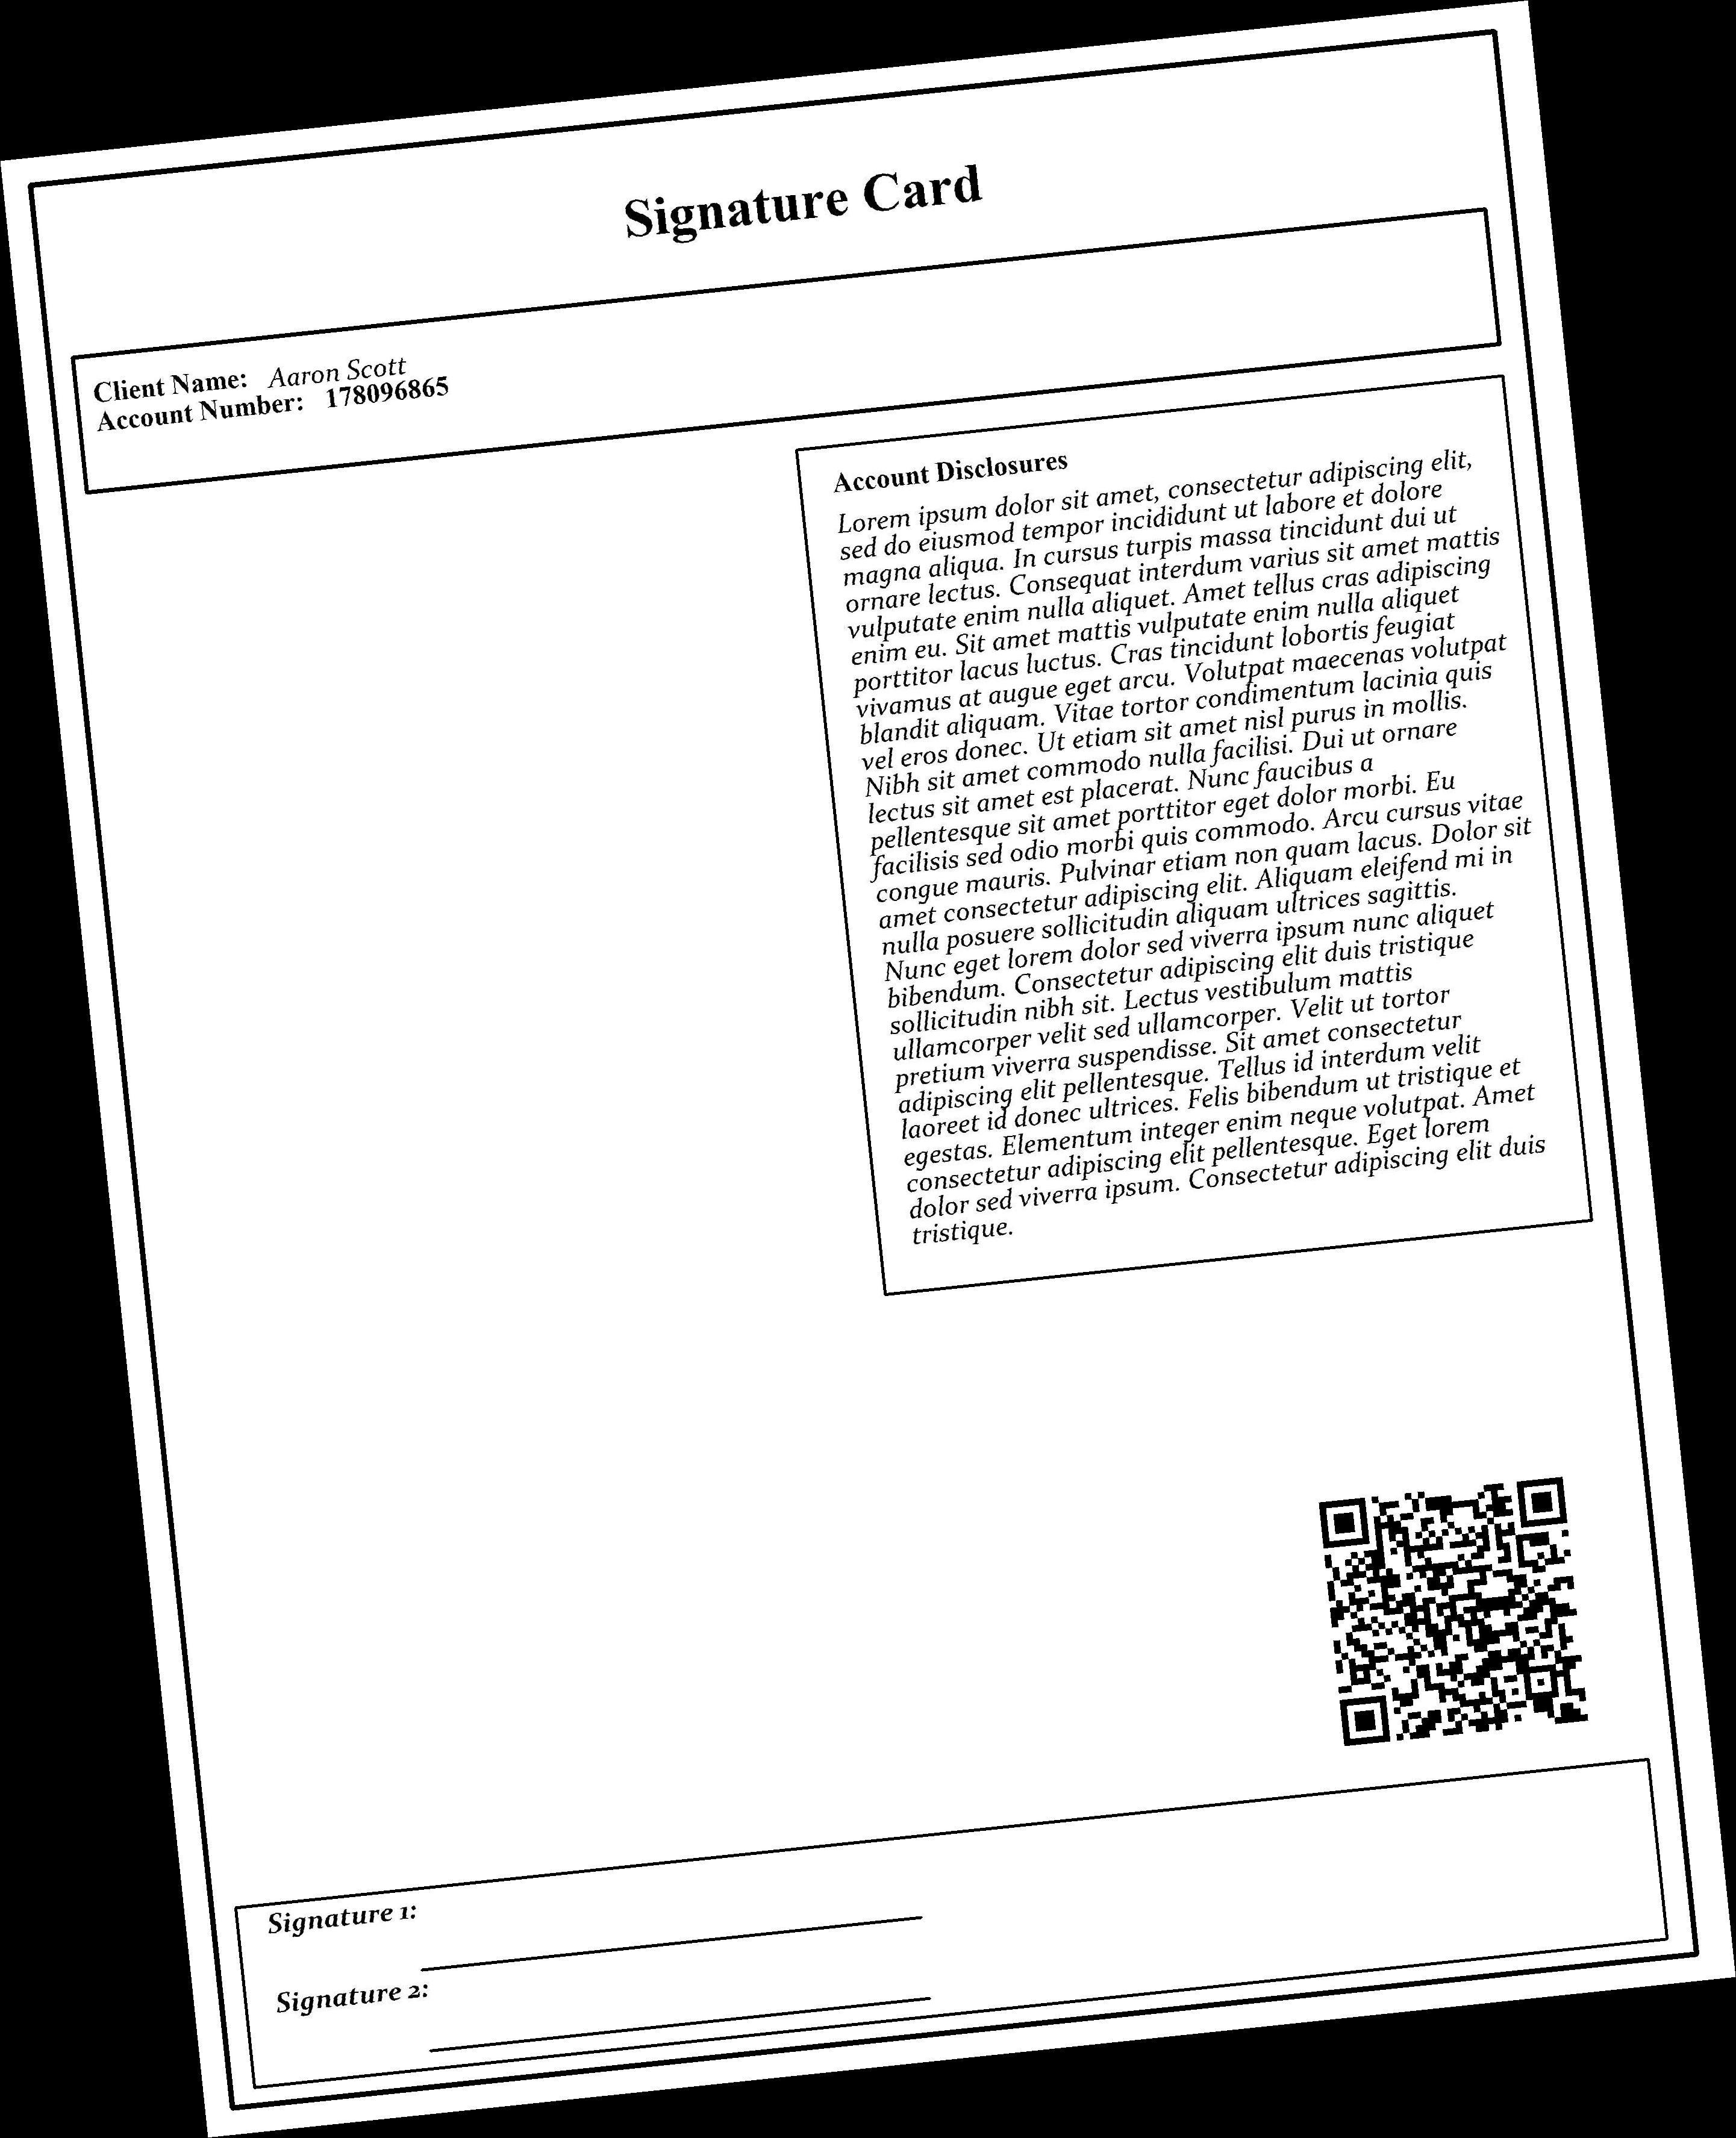 Signature Card
Client Name: Aaron Scott
Account Number: 178096865
Account Disclosures
Lorem ipsum dolor sit amet, consectetur adipiscing elit,
sed do eiusmod tempor incididunt ut labore et dolore
magna aliqua. In cursus turpis massa tincidunt dui ut
ornare lectus. Consequat interdum varius sit amet mattis
vulputate enim nulla aliquet. Amet tellus cras adipiscing
enim eu. Sit amet mattis vulputate enim nulla aliquet
porttitor lacus luctus. Cras tincidunt lobortis feugiat
vivamus at augue eget arcu. Volutpat maecenas volutpat
blandit aliquam. Vitae tortor condimentum lacinia quis
vel eros donec. Ut etiam sit amet nisl purus in mollis.
Nibh sit amet commodo nulla facilisi. Dui ut ornare
lectus sit amet est placerat. Nunc faucibus a
pellentesque sit amet porttitor eget dolor morbi. Eu
facilisis sed odio morbi quis commodo. Arcu cursus vitae
congue mauris. Pulvinar etiam non quam lacus. Dolor sit
amet consectetur adipiscing elit. Aliquam eleifend mi in
nulla posuere sollicitudin aliquam ultrices sagittis.
Nunc eget lorem dolor sed viverra ipsum nunc aliquet
bibendum. Consectetur adipiscing elit duis tristique
sollicitudin nibh sit. Lectus vestibulum mattis
ullamcorper velit sed ullamcorper. Velit ut tortor
pretium viverra suspendisse. Sit amet consectetur
adipiscing elit pellentesque. Tellus id interdum velit
laoreet id donec ultrices. Felis bibendum ut tristique et
egestas. Elementum integer enim neque volutpat. Amet
consectetur adipiscing elit pellentesque. Eget lorem
dolor sed viverra ipsum. Consectetur adipiscing elit duis
tristique.
Signature 1:
Signature 2: